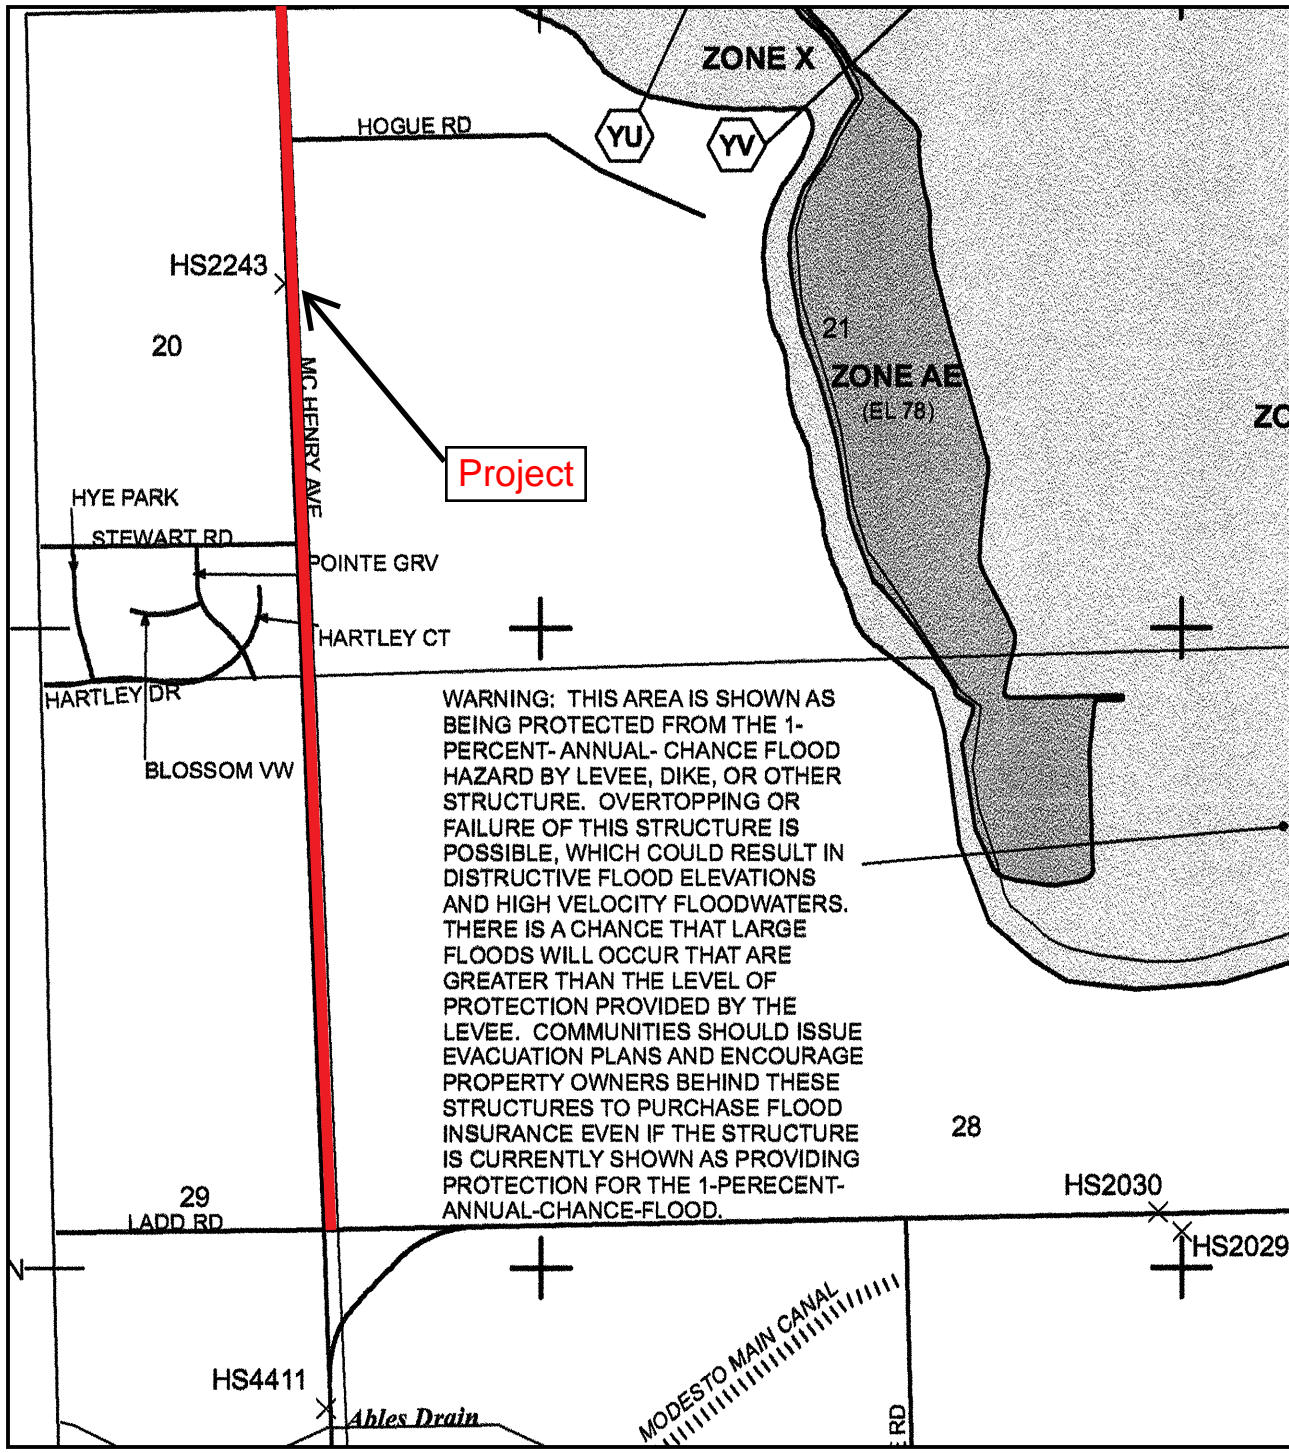 ZONE X
HOGUE RD
YU
YV
HS2243
20
21
MC HENRY AVE
ZONE AE
(EL 78)
ZO
Project
HYE PARK
STEWART RD
POINTE GRV
HARTLEY CT
HARTLEY DR
BLOSSOM VW
WARNING: THIS AREA IS SHOWN AS
BEING PROTECTED FROM THE 1-
PERCENT- ANNUAL- CHANCE FLOOD
HAZARD BY LEVEE, DIKE, OR OTHER
STRUCTURE. OVERTOPPING OR
FAILURE OF THIS STRUCTURE IS
POSSIBLE, WHICH COULD RESULT IN
DISTRUCTIVE FLOOD ELEVATIONS
AND HIGH VELOCITY FLOODWATERS.
THERE IS A CHANCE THAT LARGE
FLOODS WILL OCCUR THAT ARE
GREATER THAN THE LEVEL OF
PROTECTION PROVIDED BY THE
LEVEE. COMMUNITIES SHOULD ISSUE
EVACUATION PLANS AND ENCOURAGE
PROPERTY OWNERS BEHIND THESE
STRUCTURES TO PURCHASE FLOOD
INSURANCE EVEN IF THE STRUCTURE
IS CURRENTLY SHOWN AS PROVIDING
PROTECTION FOR THE 1-PERECENT-
ANNUAL-CHANCE-FLOOD.
28
29
LADD RD
HS2030
HS2029
N
MODESTO MAIN CANAL
HS4411
Ables Drain
RD